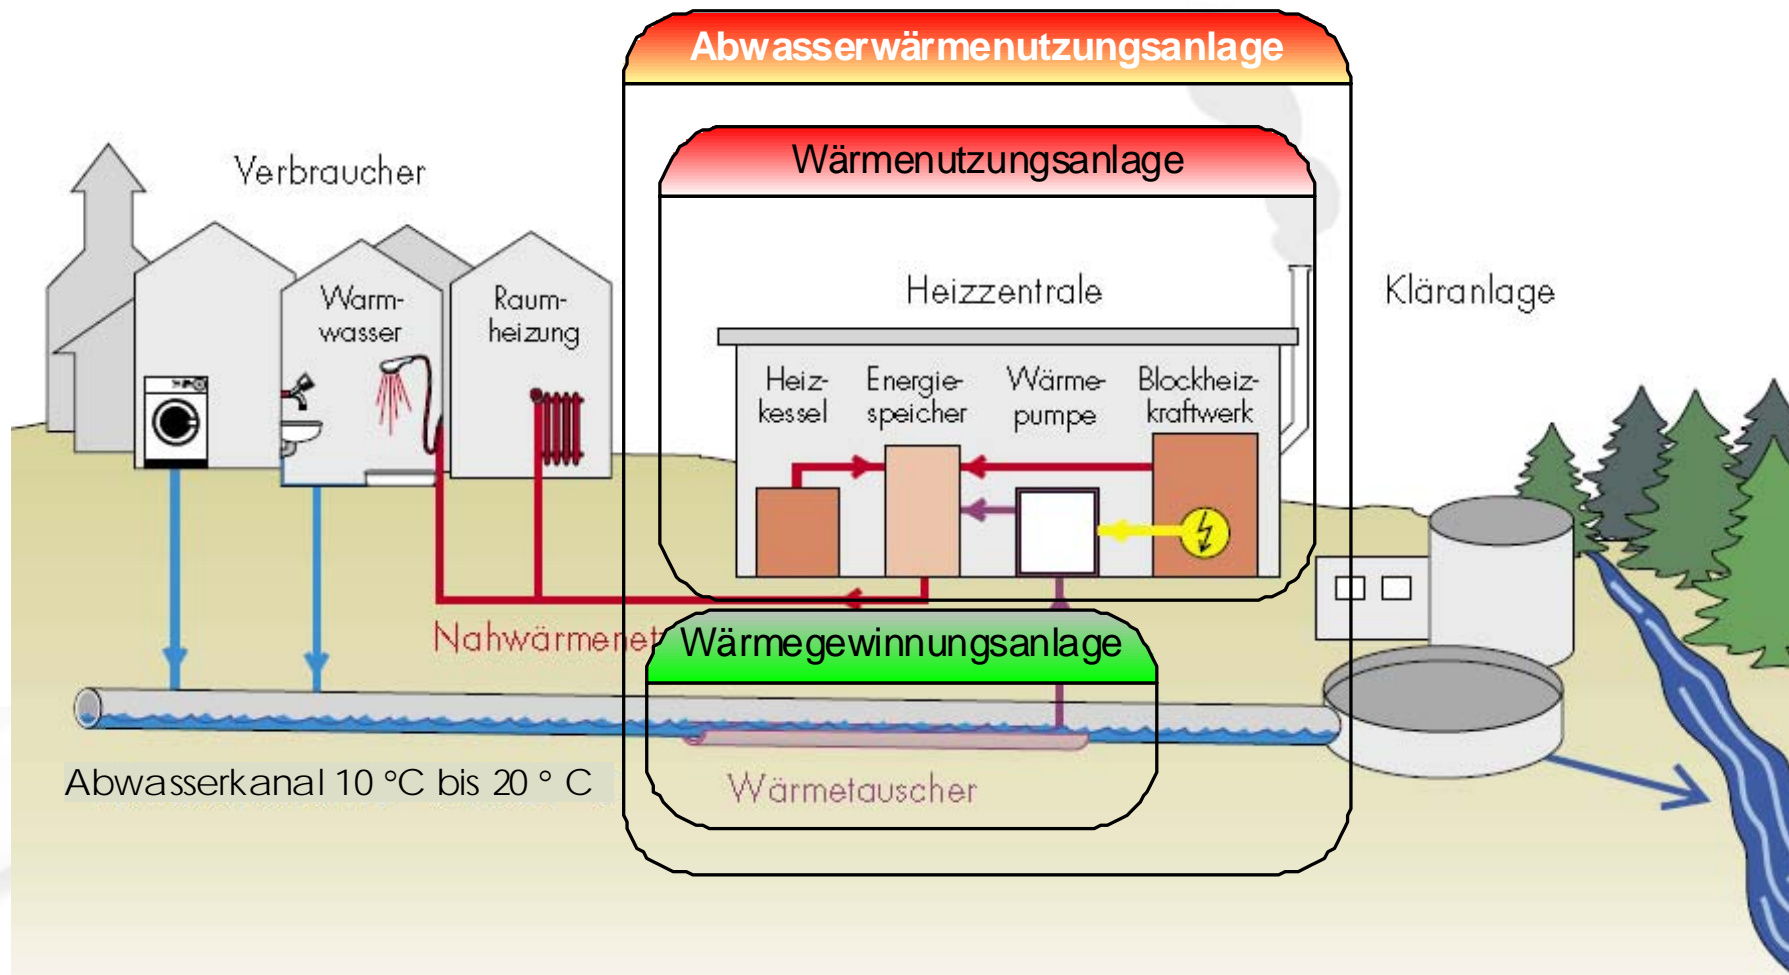 Abwasserwärmenutzungsanlage
Wärmenutzungsanlage
Verbraucher
Heizzentrale
Kläranlage
Warm-
wasser
Raum-
heizung
Heiz-
kessel
Energie-
speicher
Wärme-
pumpe
Blockheiz-
kraftwerk
Nahwärmenetz
Wärmegewinnungsanlage
Abwasserkanal 10 °C bis 20 ° C
Wärmetauscher